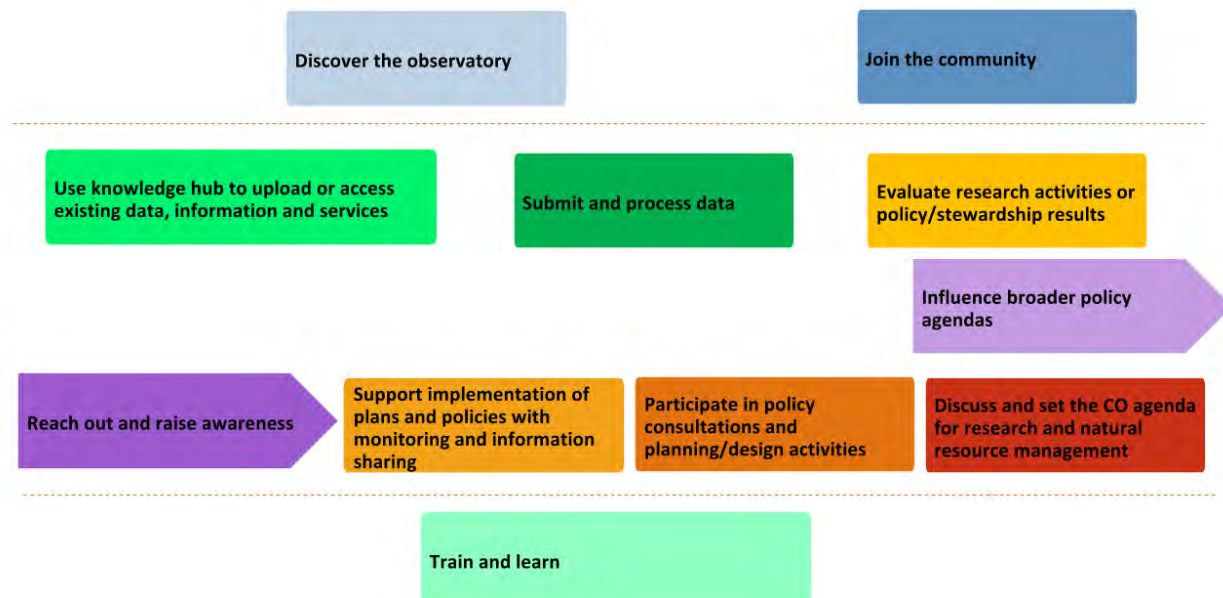 Discover the observatory
Join the community
Use knowledge hub to upload or access
existing data, information and services
Submit and process data
Evaluate research activities or
policy/stewardship results
Influence broader policy
agendas
Reach out and raise awareness
Support implementation of
plans and policies with
monitoring and information
sharing
Participate in policy
consultations and
planning/design activities
Discuss and set the CO agenda
for research and natural
resource management
Train and learn